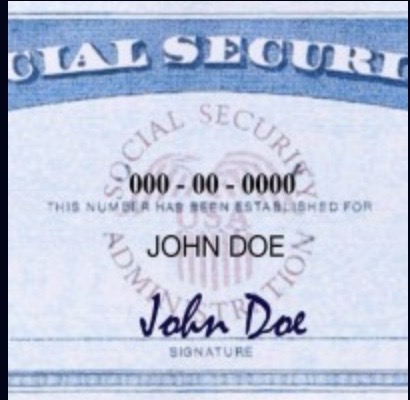 CIAL SECURI
SOCIAL SECURITY
000 - 00 - 0000
THIS NUMBER HAS BEEN ESTABLISHED FOR
USA
JOHN DOE
ADMINISTRATION
John Doe
SIGNATURE